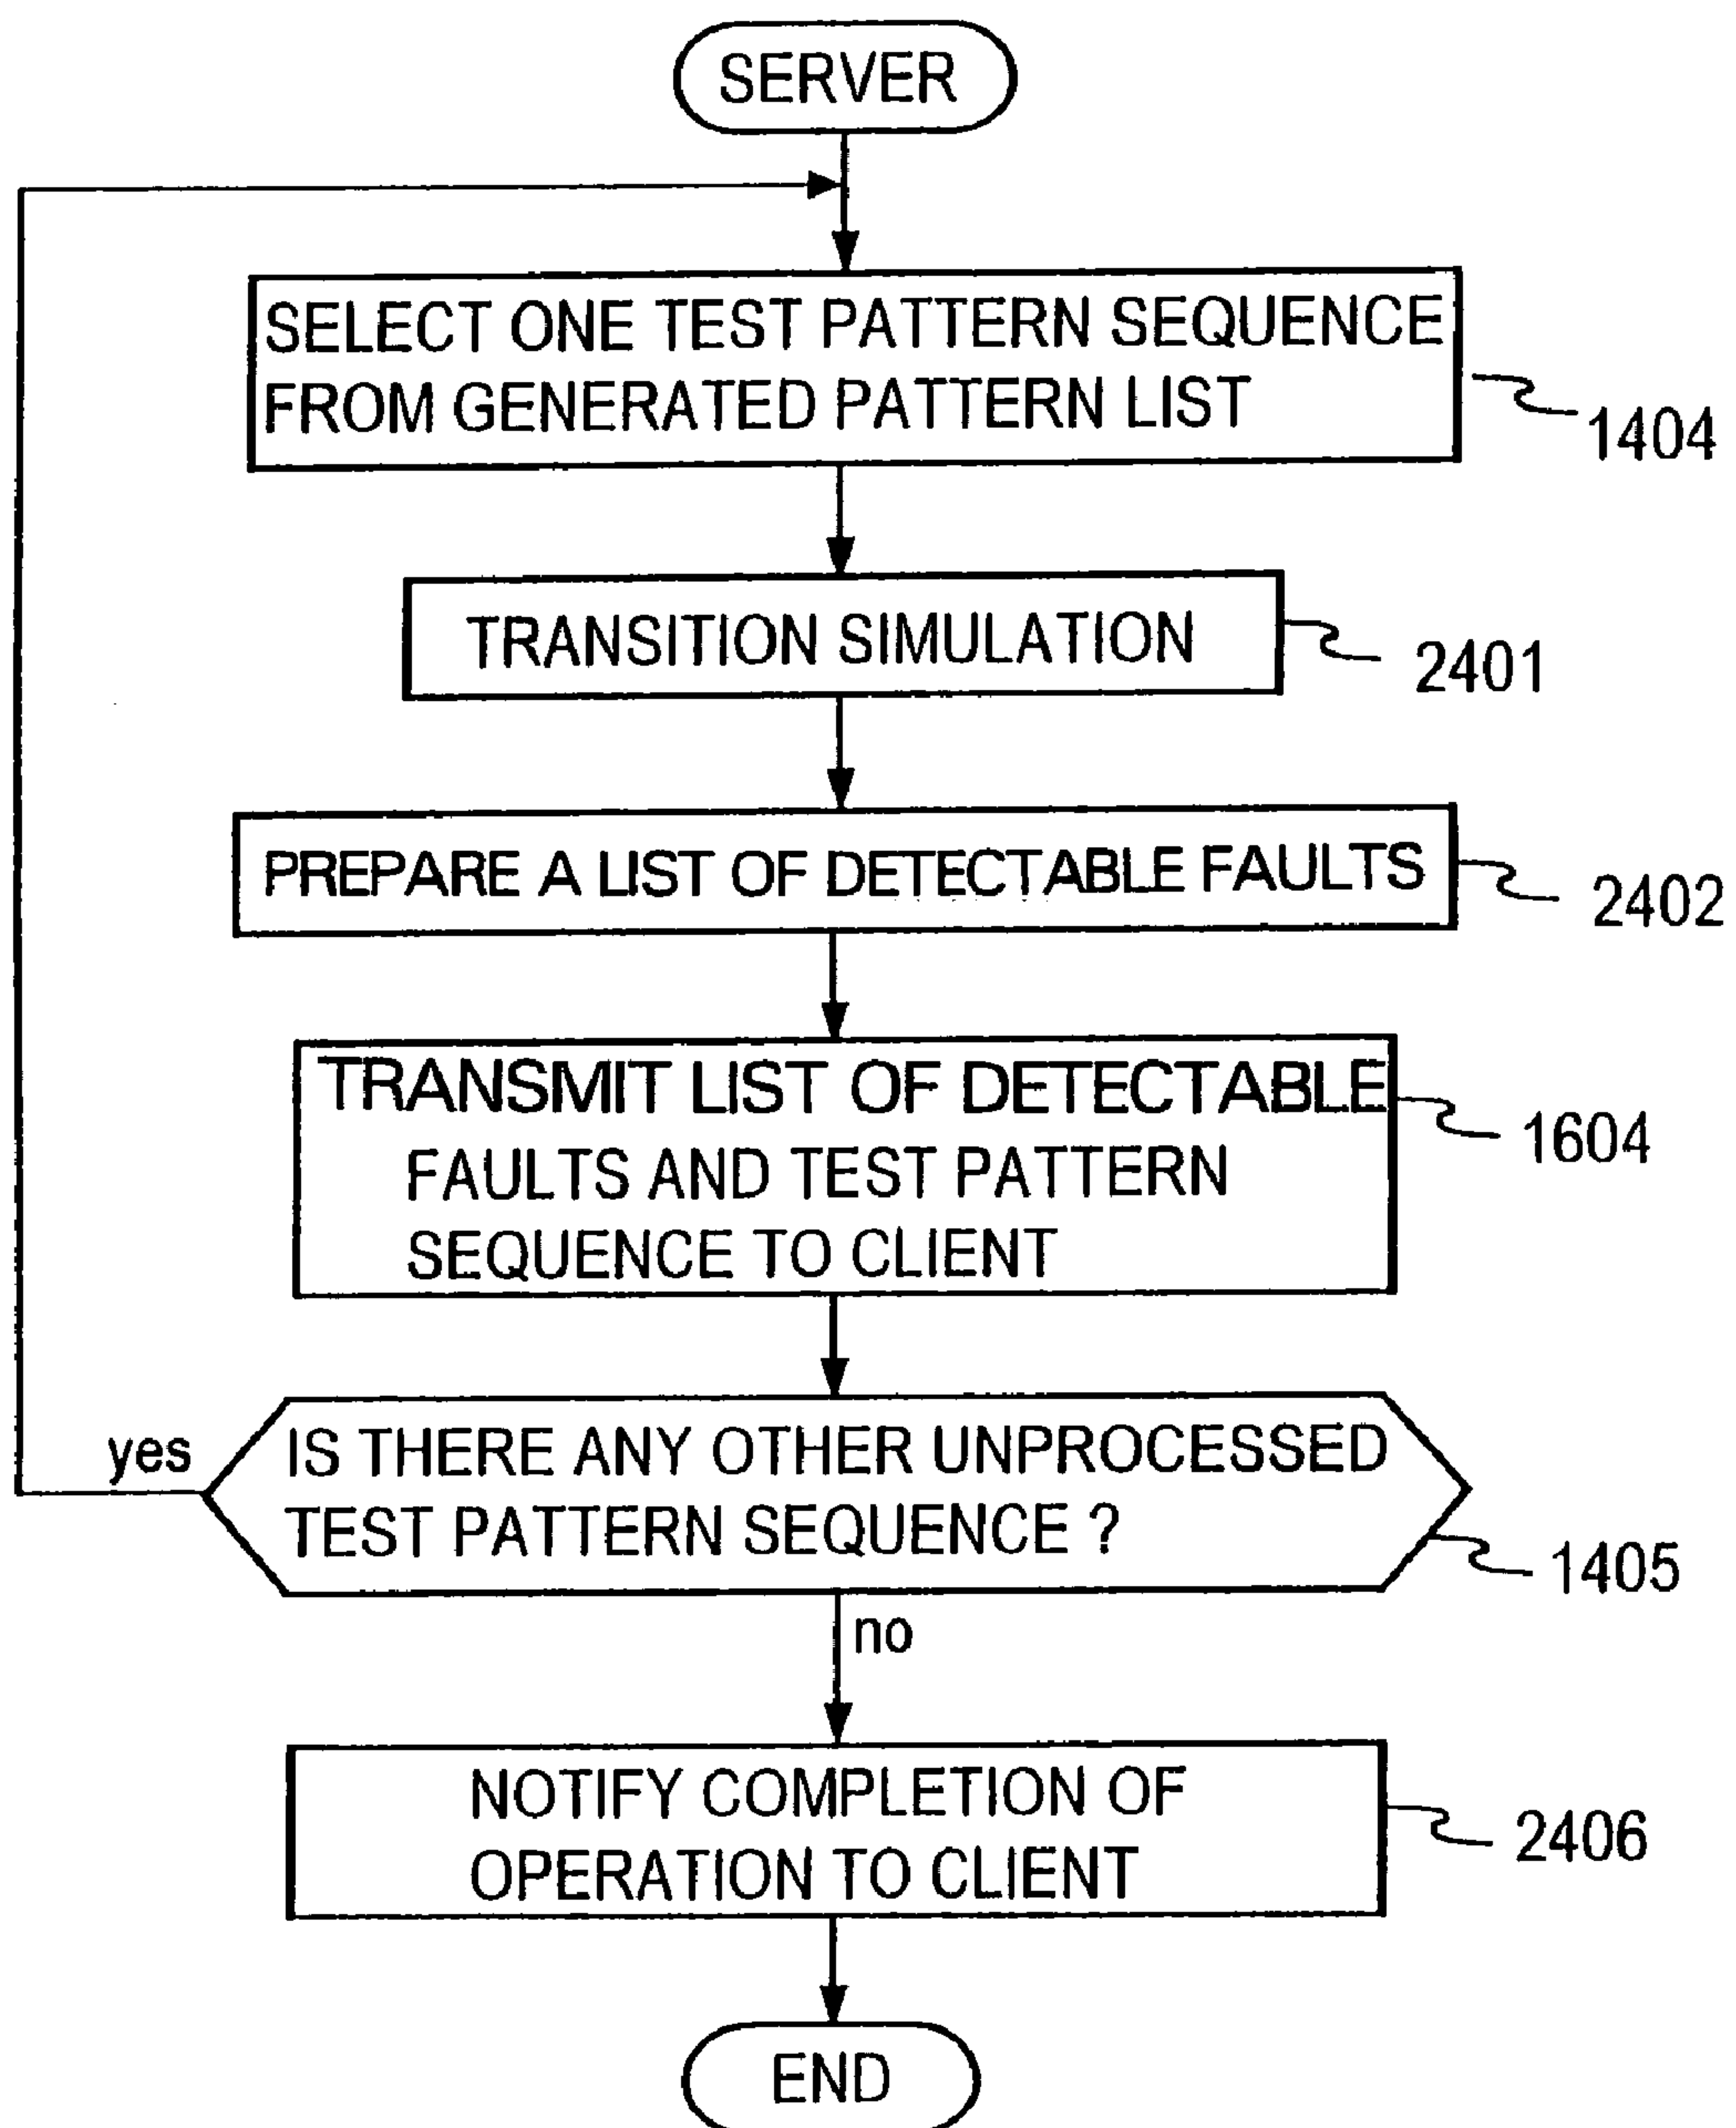 SERVER
SELECT ONE TEST PATTERN SEQUENCE
FROM GENERATED PATTERN LIST
1404
TRANSITION SIMULATION
2401
PREPARE A LIST OF DETECTABLE FAULTS
2402
TRANSMIT LIST OF DETECTABLE
FAULTS AND TEST PATTERN
SEQUENCE TO CLIENT
1604
yes
IS THERE ANY OTHER UNPROCESSED
TEST PATTERN SEQUENCE ?
1405
no
NOTIFY COMPLETION OF
OPERATION TO CLIENT
2406
END